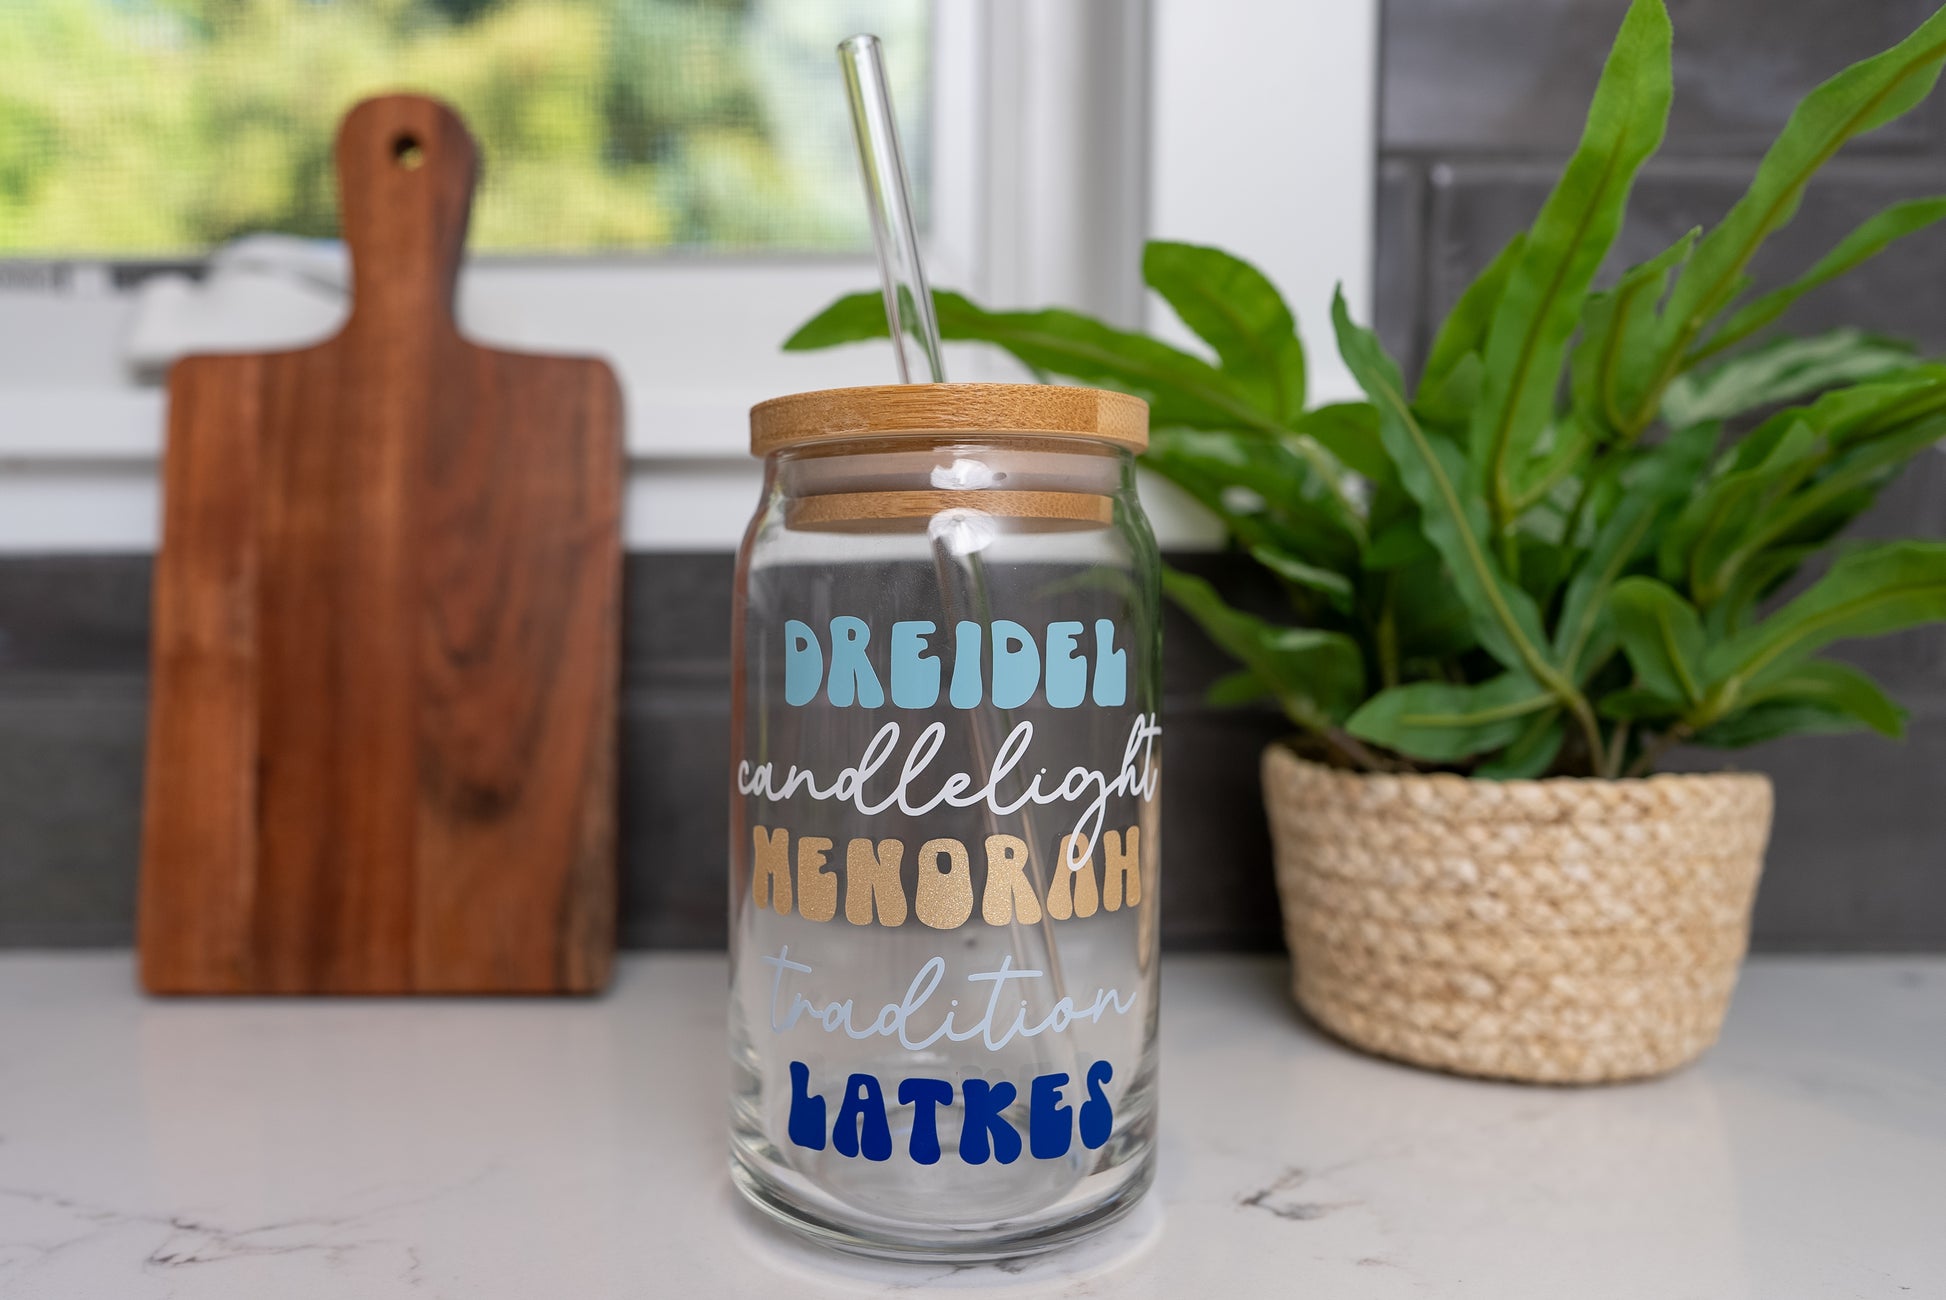 DREIDEL
candlelight
MENORAH
tradition
LATKES